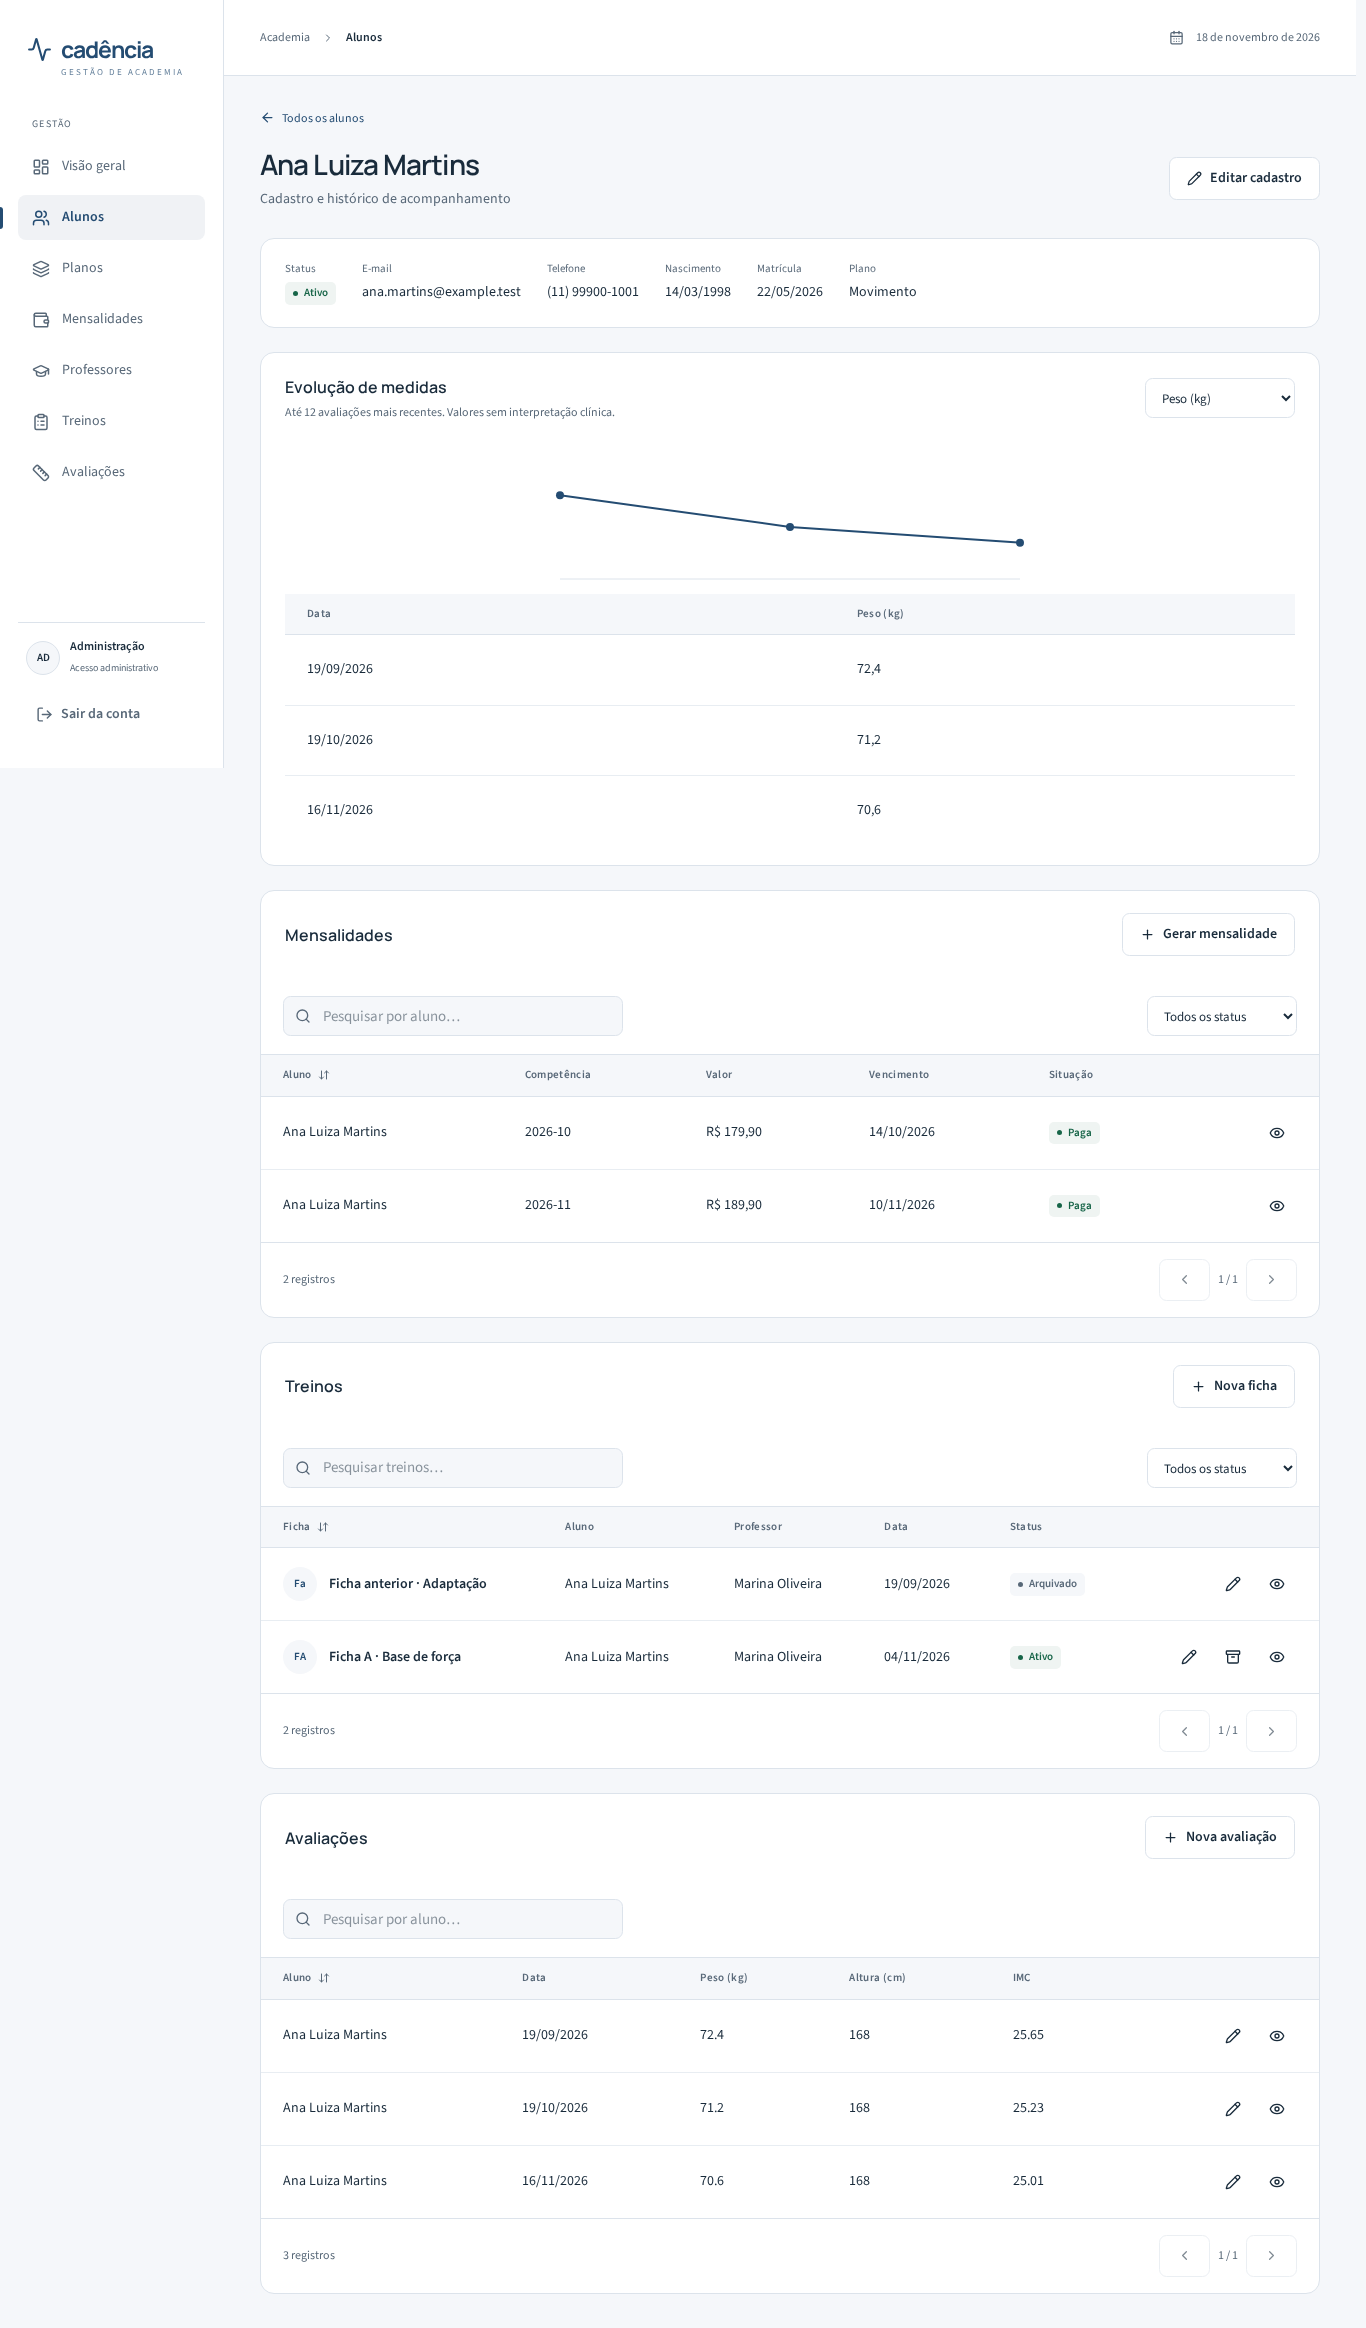 cadência
GESTÃO DE ACADEMIA
GESTÃO
Visão geral
Alunos
Planos
Mensalidades
Professores
Treinos
Avaliações
AD
Administração
Acesso administrativo
Sair da conta
Academia > Alunos
18 de novembro de 2026
Todos os alunos
Ana Luiza Martins
Cadastro e histórico de acompanhamento
Editar cadastro
Status E-mail Telefone Nascimento Matrícula Plano
Ativo ana.martins@example.test (11) 99900-1001 14/03/1998 22/05/2026 Movimento
Evolução de medidas
Até 12 avaliações mais recentes. Valores sem interpretação clínica.
Peso (kg)
Data Peso (kg)
19/09/2026 72,4
19/10/2026 71,2
16/11/2026 70,6
Mensalidades
Gerar mensalidade
Pesquisar por aluno…
Todos os status
Aluno Competência Valor Vencimento Situação
Ana Luiza Martins 2026-10 R$ 179,90 14/10/2026 Paga
Ana Luiza Martins 2026-11 R$ 189,90 10/11/2026 Paga
2 registros
1 / 1
Treinos
Nova ficha
Pesquisar treinos…
Todos os status
Ficha Aluno Professor Data Status
Fa Ficha anterior · Adaptação Ana Luiza Martins Marina Oliveira 19/09/2026 Arquivado
FA Ficha A · Base de força Ana Luiza Martins Marina Oliveira 04/11/2026 Ativo
2 registros
1 / 1
Avaliações
Nova avaliação
Pesquisar por aluno…
Aluno Data Peso (kg) Altura (cm) IMC
Ana Luiza Martins 19/09/2026 72.4 168 25.65
Ana Luiza Martins 19/10/2026 71.2 168 25.23
Ana Luiza Martins 16/11/2026 70.6 168 25.01
3 registros
1 / 1